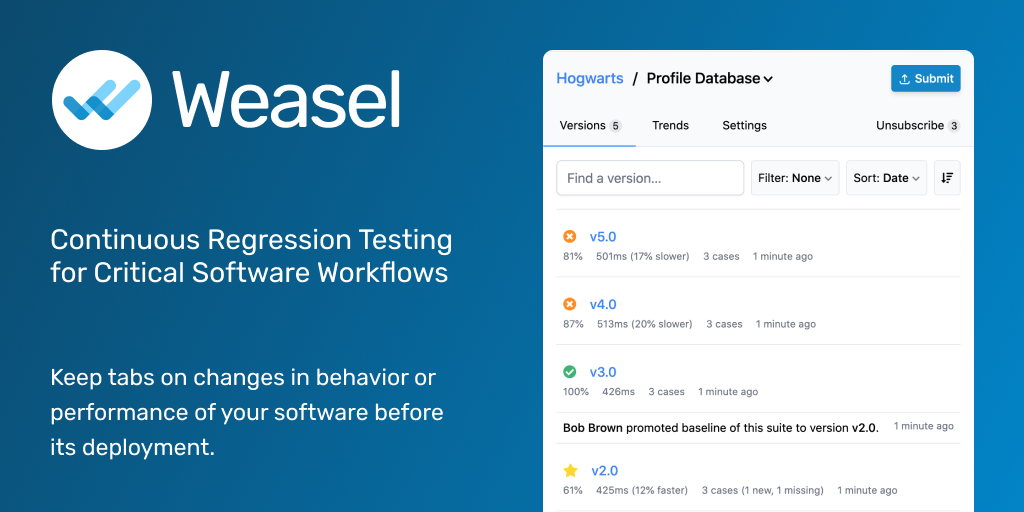 Weasel
Continuous Regression Testing
for Critical Software Workflows
Keep tabs on changes in behavior or
performance of your software before
its deployment.
Hogwarts / Profile Database
Submit
Versions 5 Trends Settings Unsubscribe 3
Find a version... Filter: None Sort: Date
v5.0
81% 501ms (17% slower) 3 cases 1 minute ago
v4.0
87% 513ms (20% slower) 3 cases 1 minute ago
v3.0
100% 426ms 3 cases 1 minute ago
Bob Brown promoted baseline of this suite to version v2.0. 1 minute ago
v2.0
61% 425ms (12% faster) 3 cases (1 new, 1 missing) 1 minute ago